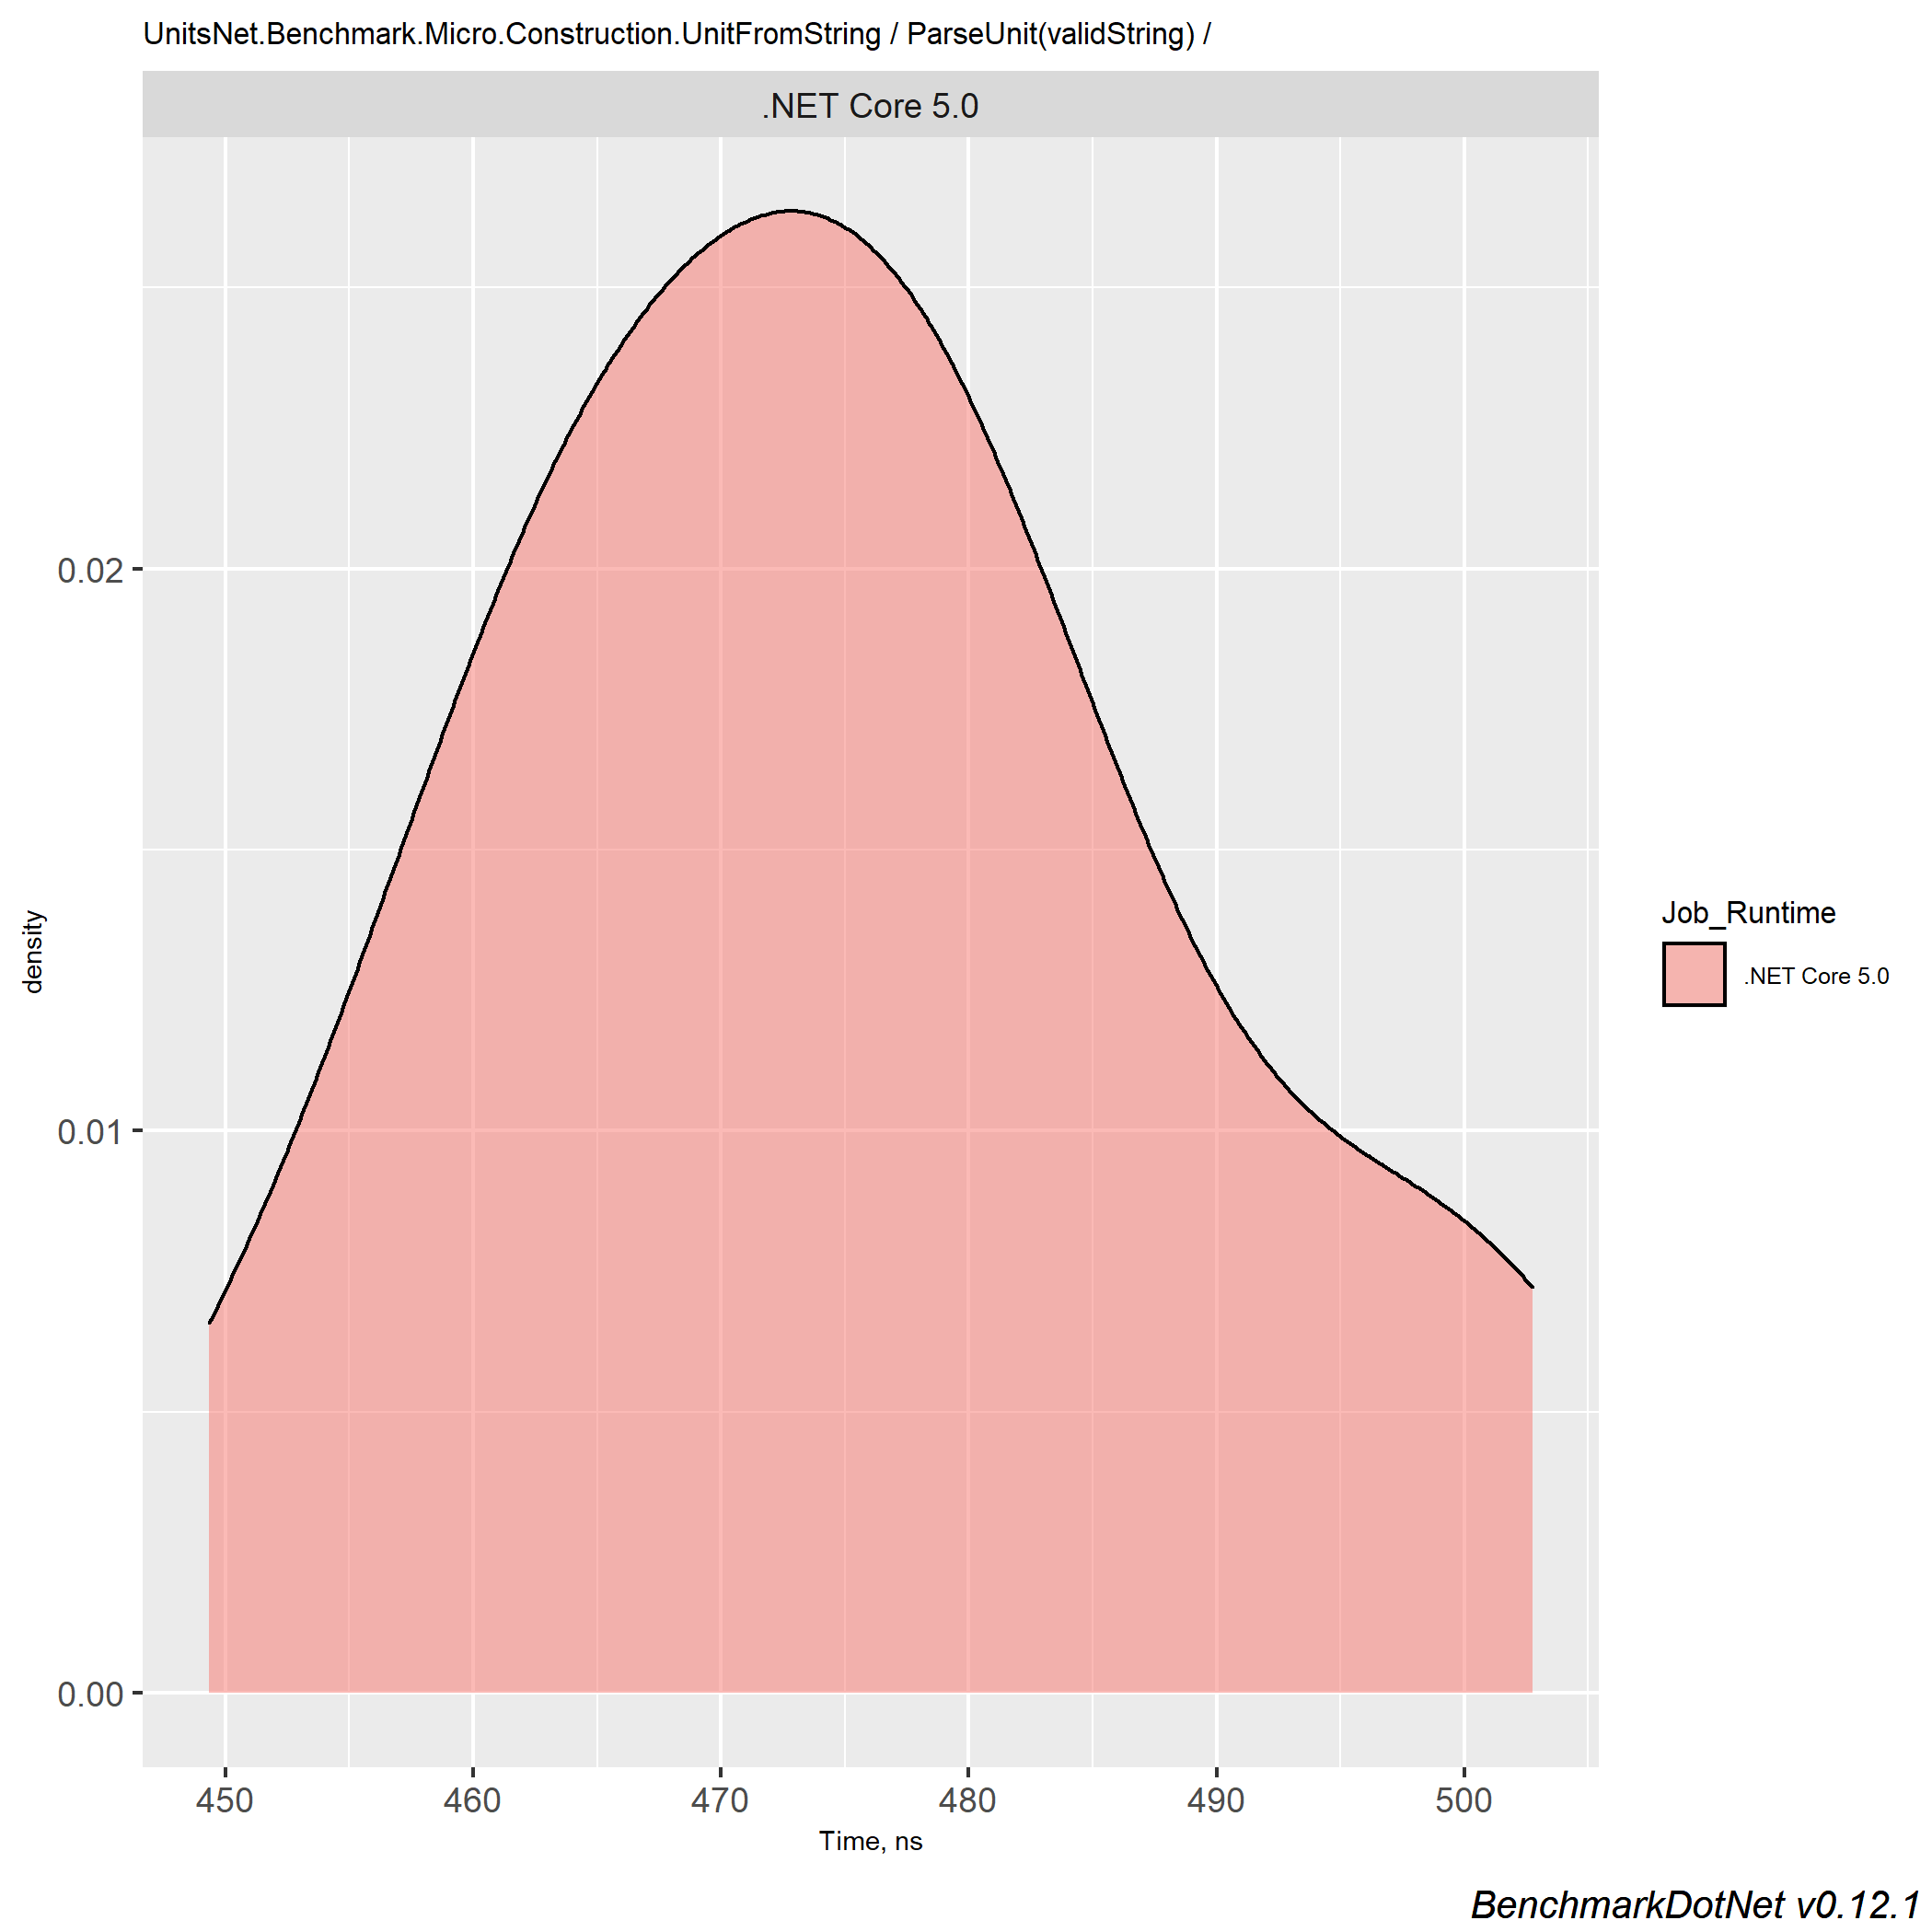 UnitsNet.Benchmark.Micro.Construction.UnitFromString / ParseUnit(validString) /
.NET Core 5.0
0.02
0.01
0.00
density
450 460 470 480 490 500
Time, ns
Job_Runtime
.NET Core 5.0
BenchmarkDotNet v0.12.1